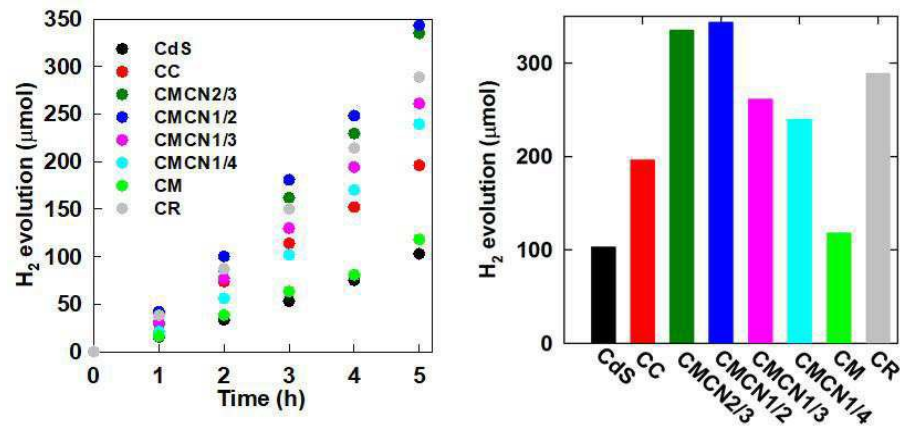 350
300
250
200
150
100
50
0
H2 evolution (μmol)
CdS
CC
CMCN2/3
CMCN1/2
CMCN1/3
CMCN1/4
CM
CR
0 1 2 3 4 5
Time (h)
300
200
100
0
H2 evolution (μmol)
CdS
CC
CMCN2/3
CMCN1/2
CMCN1/3
CMCN1/4
CM
CR